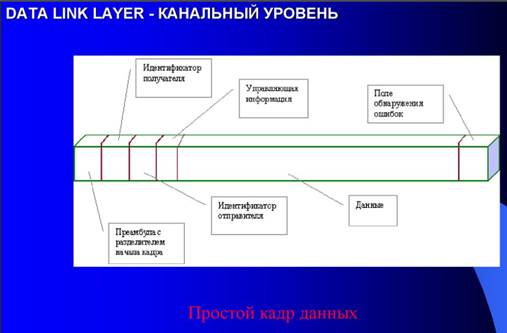 DATA LINK LAYER - КАНАЛЬНЫЙ УРОВЕНЬ
Идентификатор
получателя
Управляющая
информация
Поле
обнаружения
ошибок
Преамбула с
разделителем
начала кадра
Идентификатор
отправителя
Данные
Простой кадр данных